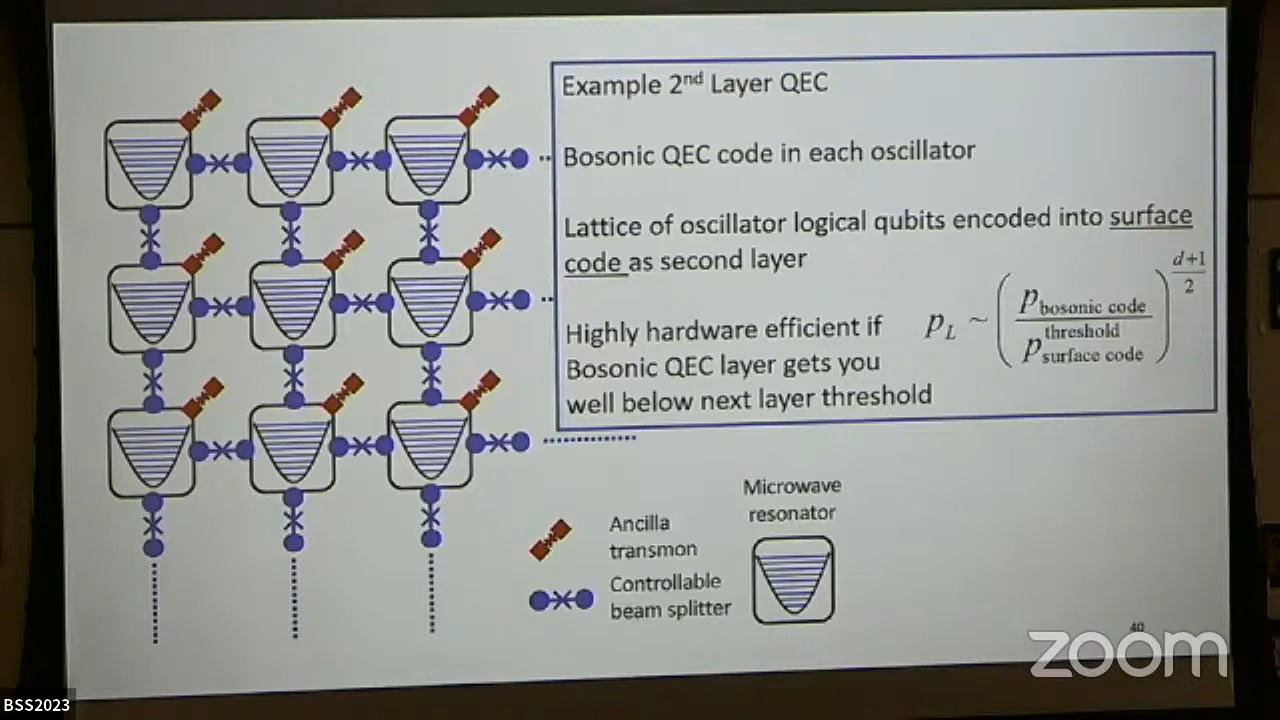 Example 2nd Layer QEC
Bosonic QEC code in each oscillator
Lattice of oscillator logical qubits encoded into surface
code as second layer
Highly hardware efficient if
Bosonic QEC layer gets you
well below next layer threshold
p_L ~ ( p_bosonic code / p^threshold_surface code )^((d+1)/2)
Microwave
resonator
Ancilla
transmon
Controllable
beam splitter
40
zoom
BSS2023